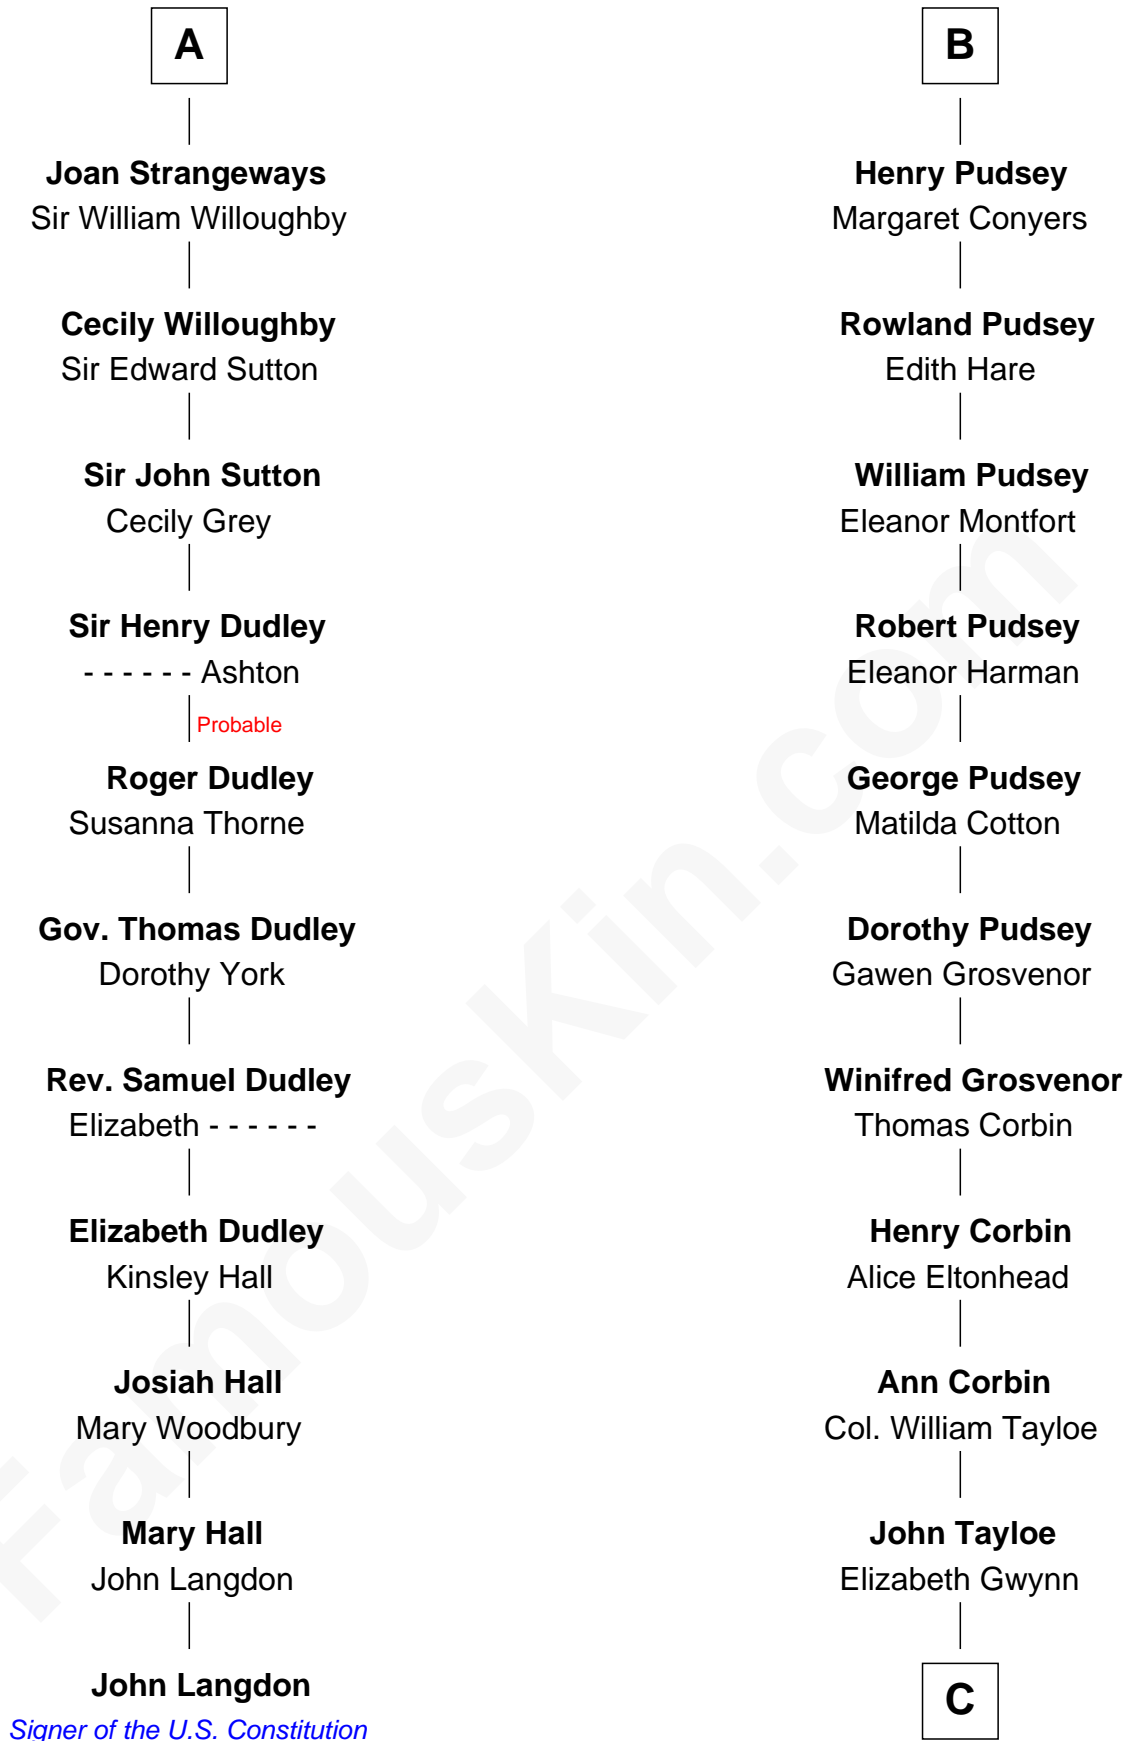 A
Joan Strangeways
Sir William Willoughby
Cecily Willoughby
Sir Edward Sutton
Sir John Sutton
Cecily Grey
Sir Henry Dudley
- - - - - - Ashton
Probable
Roger Dudley
Susanna Thorne
Gov. Thomas Dudley
Dorothy York
Rev. Samuel Dudley
Elizabeth - - - - - -
Elizabeth Dudley
Kinsley Hall
Josiah Hall
Mary Woodbury
Mary Hall
John Langdon
John Langdon
Signer of the U.S. Constitution
B
Henry Pudsey
Margaret Conyers
Rowland Pudsey
Edith Hare
William Pudsey
Eleanor Montfort
Robert Pudsey
Eleanor Harman
George Pudsey
Matilda Cotton
Dorothy Pudsey
Gawen Grosvenor
Winifred Grosvenor
Thomas Corbin
Henry Corbin
Alice Eltonhead
Ann Corbin
Col. William Tayloe
John Tayloe
Elizabeth Gwynn
C
FamousKin.com